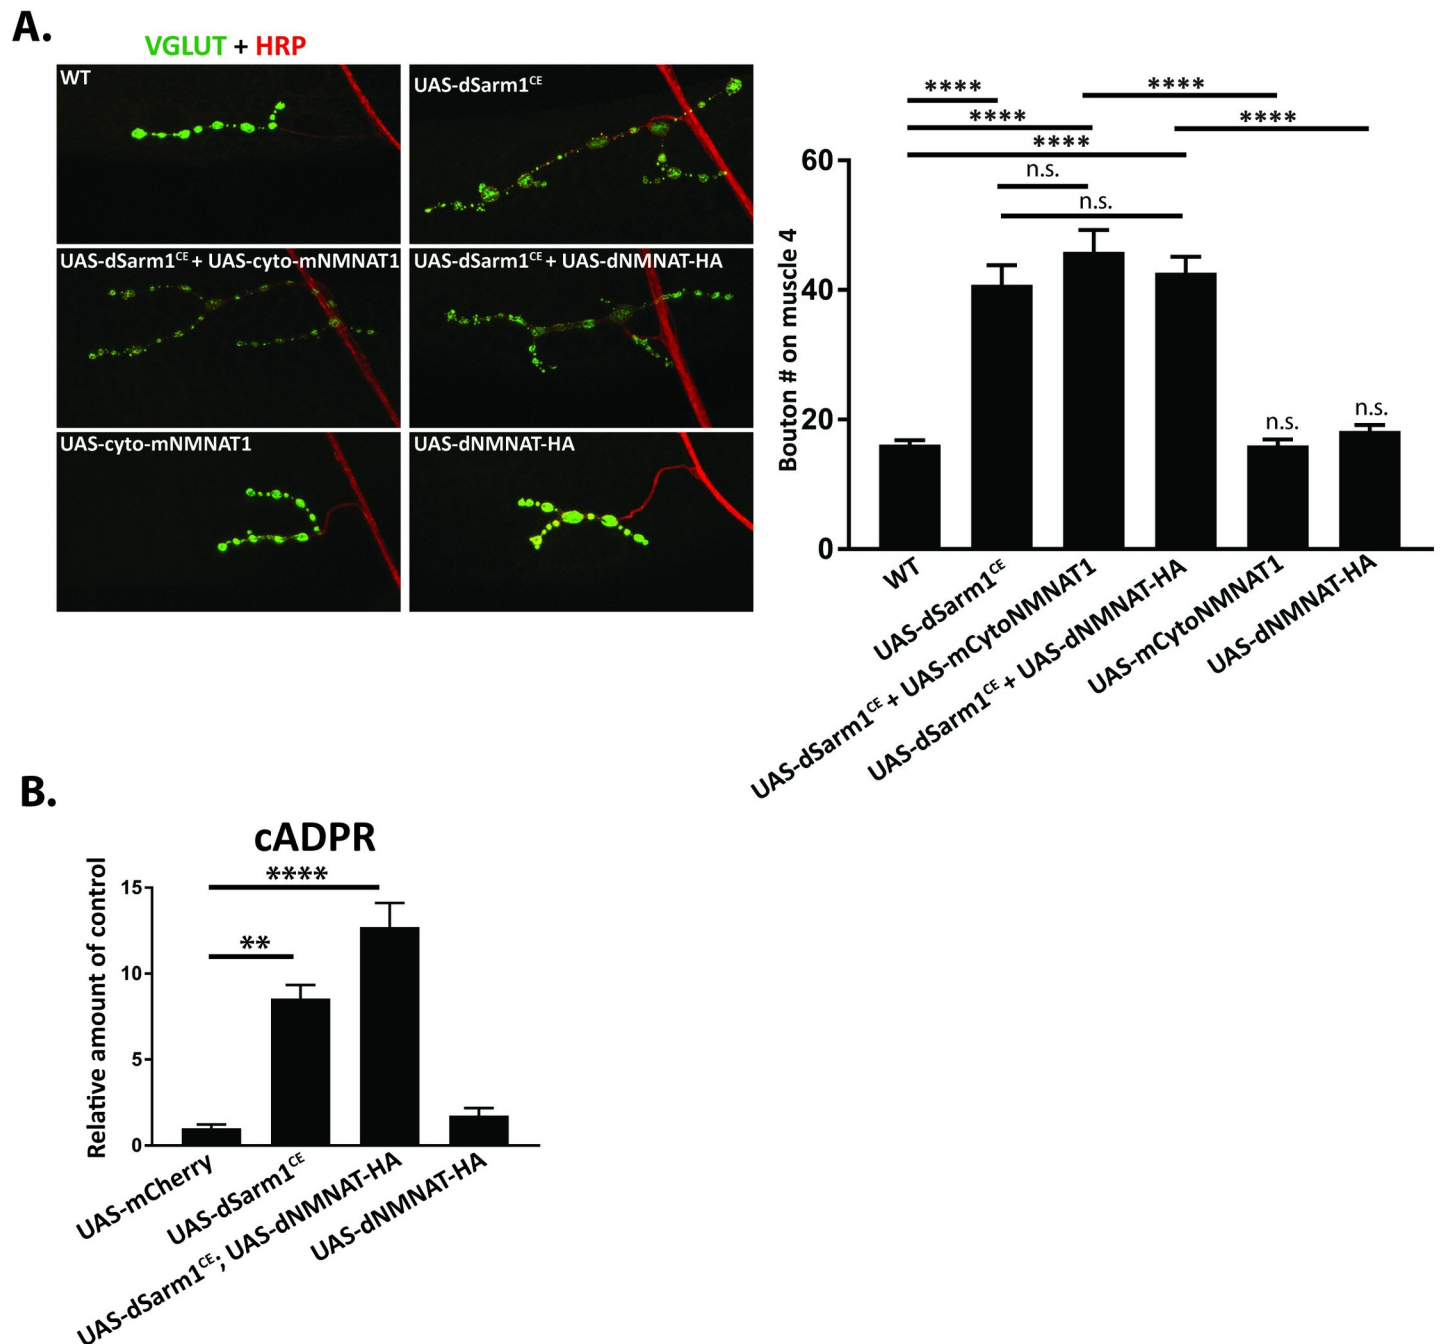 A.
VGLUT + HRP
WT
UAS-dSarm1CE
UAS-dSarm1CE + UAS-cyto-mNMNAT1
UAS-dSarm1CE + UAS-dNMNAT-HA
UAS-cyto-mNMNAT1
UAS-dNMNAT-HA
****
****
****
****
****
n.s.
n.s.
n.s.
n.s.
Bouton # on muscle 4
60
40
20
0
WT
UAS-dSarm1CE
UAS-dSarm1CE + UAS-mCytoNMNAT1
UAS-dSarm1CE + UAS-dNMNAT-HA
UAS-mCytoNMNAT1
UAS-dNMNAT-HA
B.
cADPR
****
**
Relative amount of control
15
10
5
0
UAS-mCherry
UAS-dSarm1CE
UAS-dSarm1CE; UAS-dNMNAT-HA
UAS-dNMNAT-HA